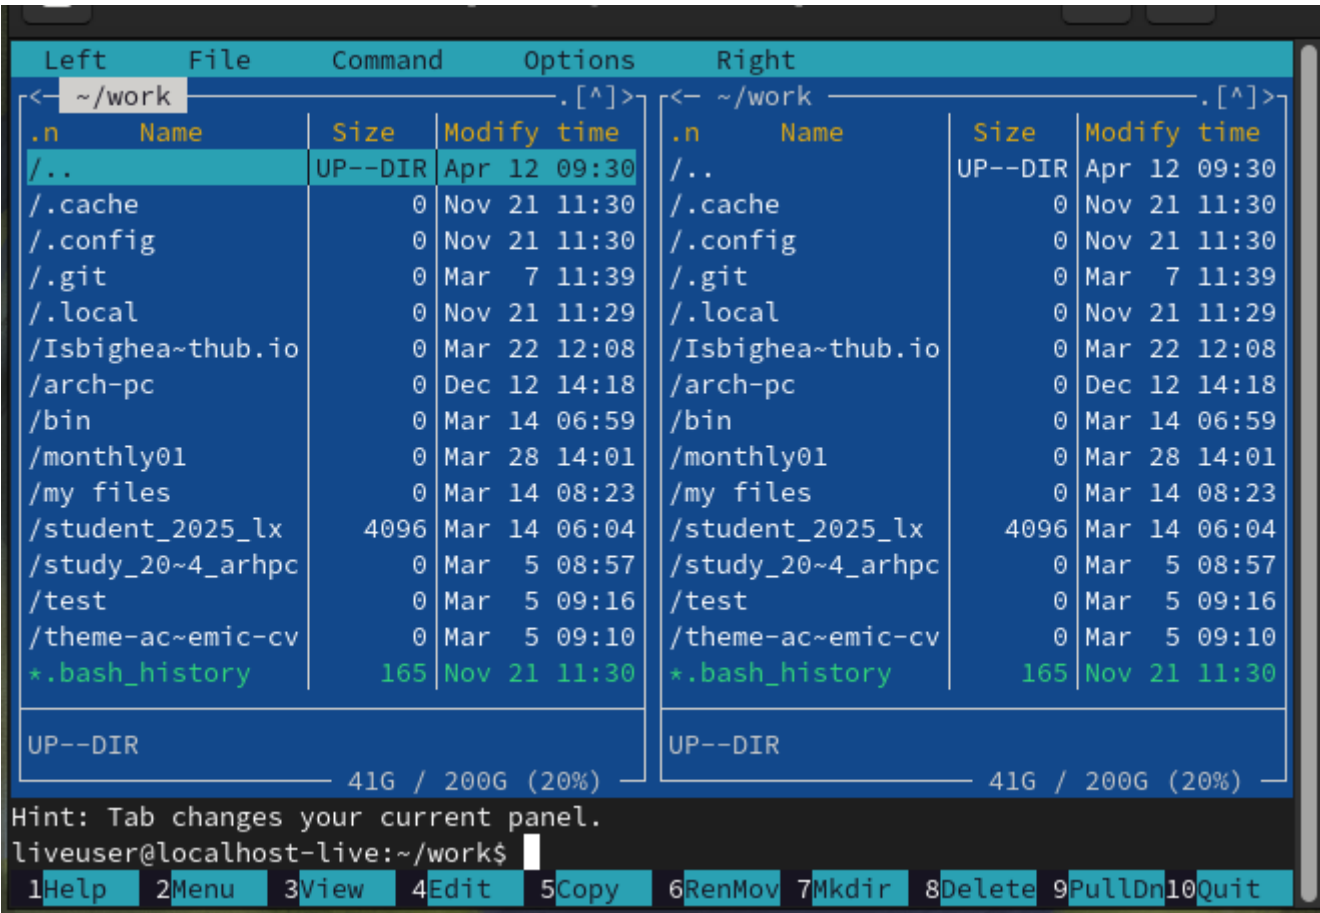 Left File Command Options Right
<─ ~/work ─.[^]>┐┌<─ ~/work ─.[^]>
.n Name │ Size │Modify time .n Name │ Size │Modify time
/.. │UP--DIR│Apr 12 09:30 /.. │UP--DIR│Apr 12 09:30
/.cache │ 0│Nov 21 11:30 /.cache │ 0│Nov 21 11:30
/.config │ 0│Nov 21 11:30 /.config │ 0│Nov 21 11:30
/.git │ 0│Mar 7 11:39 /.git │ 0│Mar 7 11:39
/.local │ 0│Nov 21 11:29 /.local │ 0│Nov 21 11:29
/Isbighea~thub.io│ 0│Mar 22 12:08 /Isbighea~thub.io│ 0│Mar 22 12:08
/arch-pc │ 0│Dec 12 14:18 /arch-pc │ 0│Dec 12 14:18
/bin │ 0│Mar 14 06:59 /bin │ 0│Mar 14 06:59
/monthly01 │ 0│Mar 28 14:01 /monthly01 │ 0│Mar 28 14:01
/my files │ 0│Mar 14 08:23 /my files │ 0│Mar 14 08:23
/student_2025_lx │ 4096│Mar 14 06:04 /student_2025_lx │ 4096│Mar 14 06:04
/study_20~4_arhpc│ 0│Mar 5 08:57 /study_20~4_arhpc│ 0│Mar 5 08:57
/test │ 0│Mar 5 09:16 /test │ 0│Mar 5 09:16
/theme-ac~emic-cv│ 0│Mar 5 09:10 /theme-ac~emic-cv│ 0│Mar 5 09:10
*.bash_history │ 165│Nov 21 11:30 *.bash_history │ 165│Nov 21 11:30
UP--DIR UP--DIR
41G / 200G (20%) 41G / 200G (20%)
Hint: Tab changes your current panel.
liveuser@localhost-live:~/work$
1Help 2Menu 3View 4Edit 5Copy 6RenMov 7Mkdir 8Delete 9PullDn10Quit